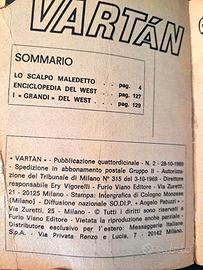 VARTÁN
SOMMARIO
LO SCALPO MALEDETTO . . . pag. 4
ENCICLOPEDIA DEL WEST . . pag. 127
I « GRANDI » DEL WEST . . . pag. 129
« VARTAN » - Pubblicazione quattordicinale - N. 2 - 28-10-1969
- Spedizione in abbonamento postale Gruppo II - Autorizza-
zione del Tribunale di Milano N° 315 del 3-10-1968 - Direttore
responsabile Ery Vigorelli - Furio Viano Editore - Via Zuretti,
21 - 20125 Milano - Stampa: Intergrafica di Cologno Monzese
(Milano) - Diffusione nazionale SO.DI.P. « Angelo Patuzzi » -
Via Zuretti, 25 - Milano - © Tutti i diritti sono riservati a
Furio Viano Editore - Vietata la riproduzione anche parziale -
Distributore esclusivo per l'estero: Messaggerie Italiane
S.p.A. - Via Privata Renzo e Lucia, 7 - 20142 Milano.